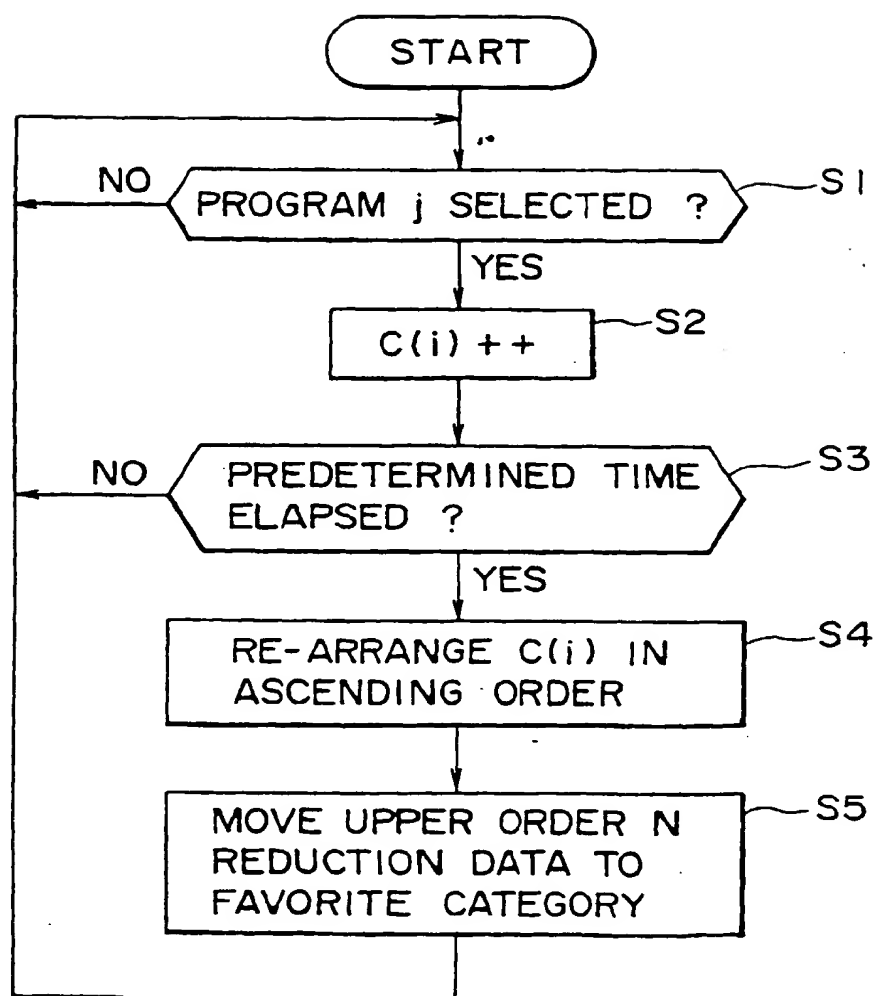 START
NO
PROGRAM j SELECTED ?
S1
YES
C(i)++
S2
NO
PREDETERMINED TIME
ELAPSED ?
S3
YES
RE-ARRANGE C(i) IN
ASCENDING ORDER
S4
MOVE UPPER ORDER N
REDUCTION DATA TO
FAVORITE CATEGORY
S5